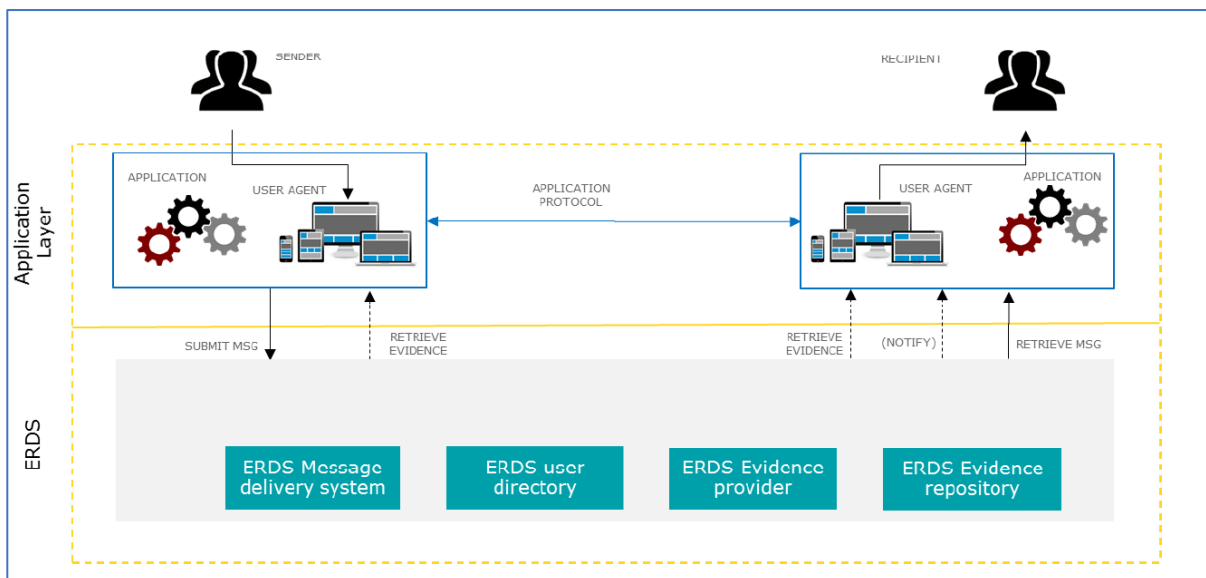 SENDER
RECIPIENT
Application
Layer
APPLICATION
USER AGENT
APPLICATION
PROTOCOL
USER AGENT
APPLICATION
SUBMIT MSG
RETRIEVE
EVIDENCE
RETRIEVE
EVIDENCE
(NOTIFY)
RETRIEVE MSG
ERDS
ERDS Message
delivery system
ERDS user
directory
ERDS Evidence
provider
ERDS Evidence
repository